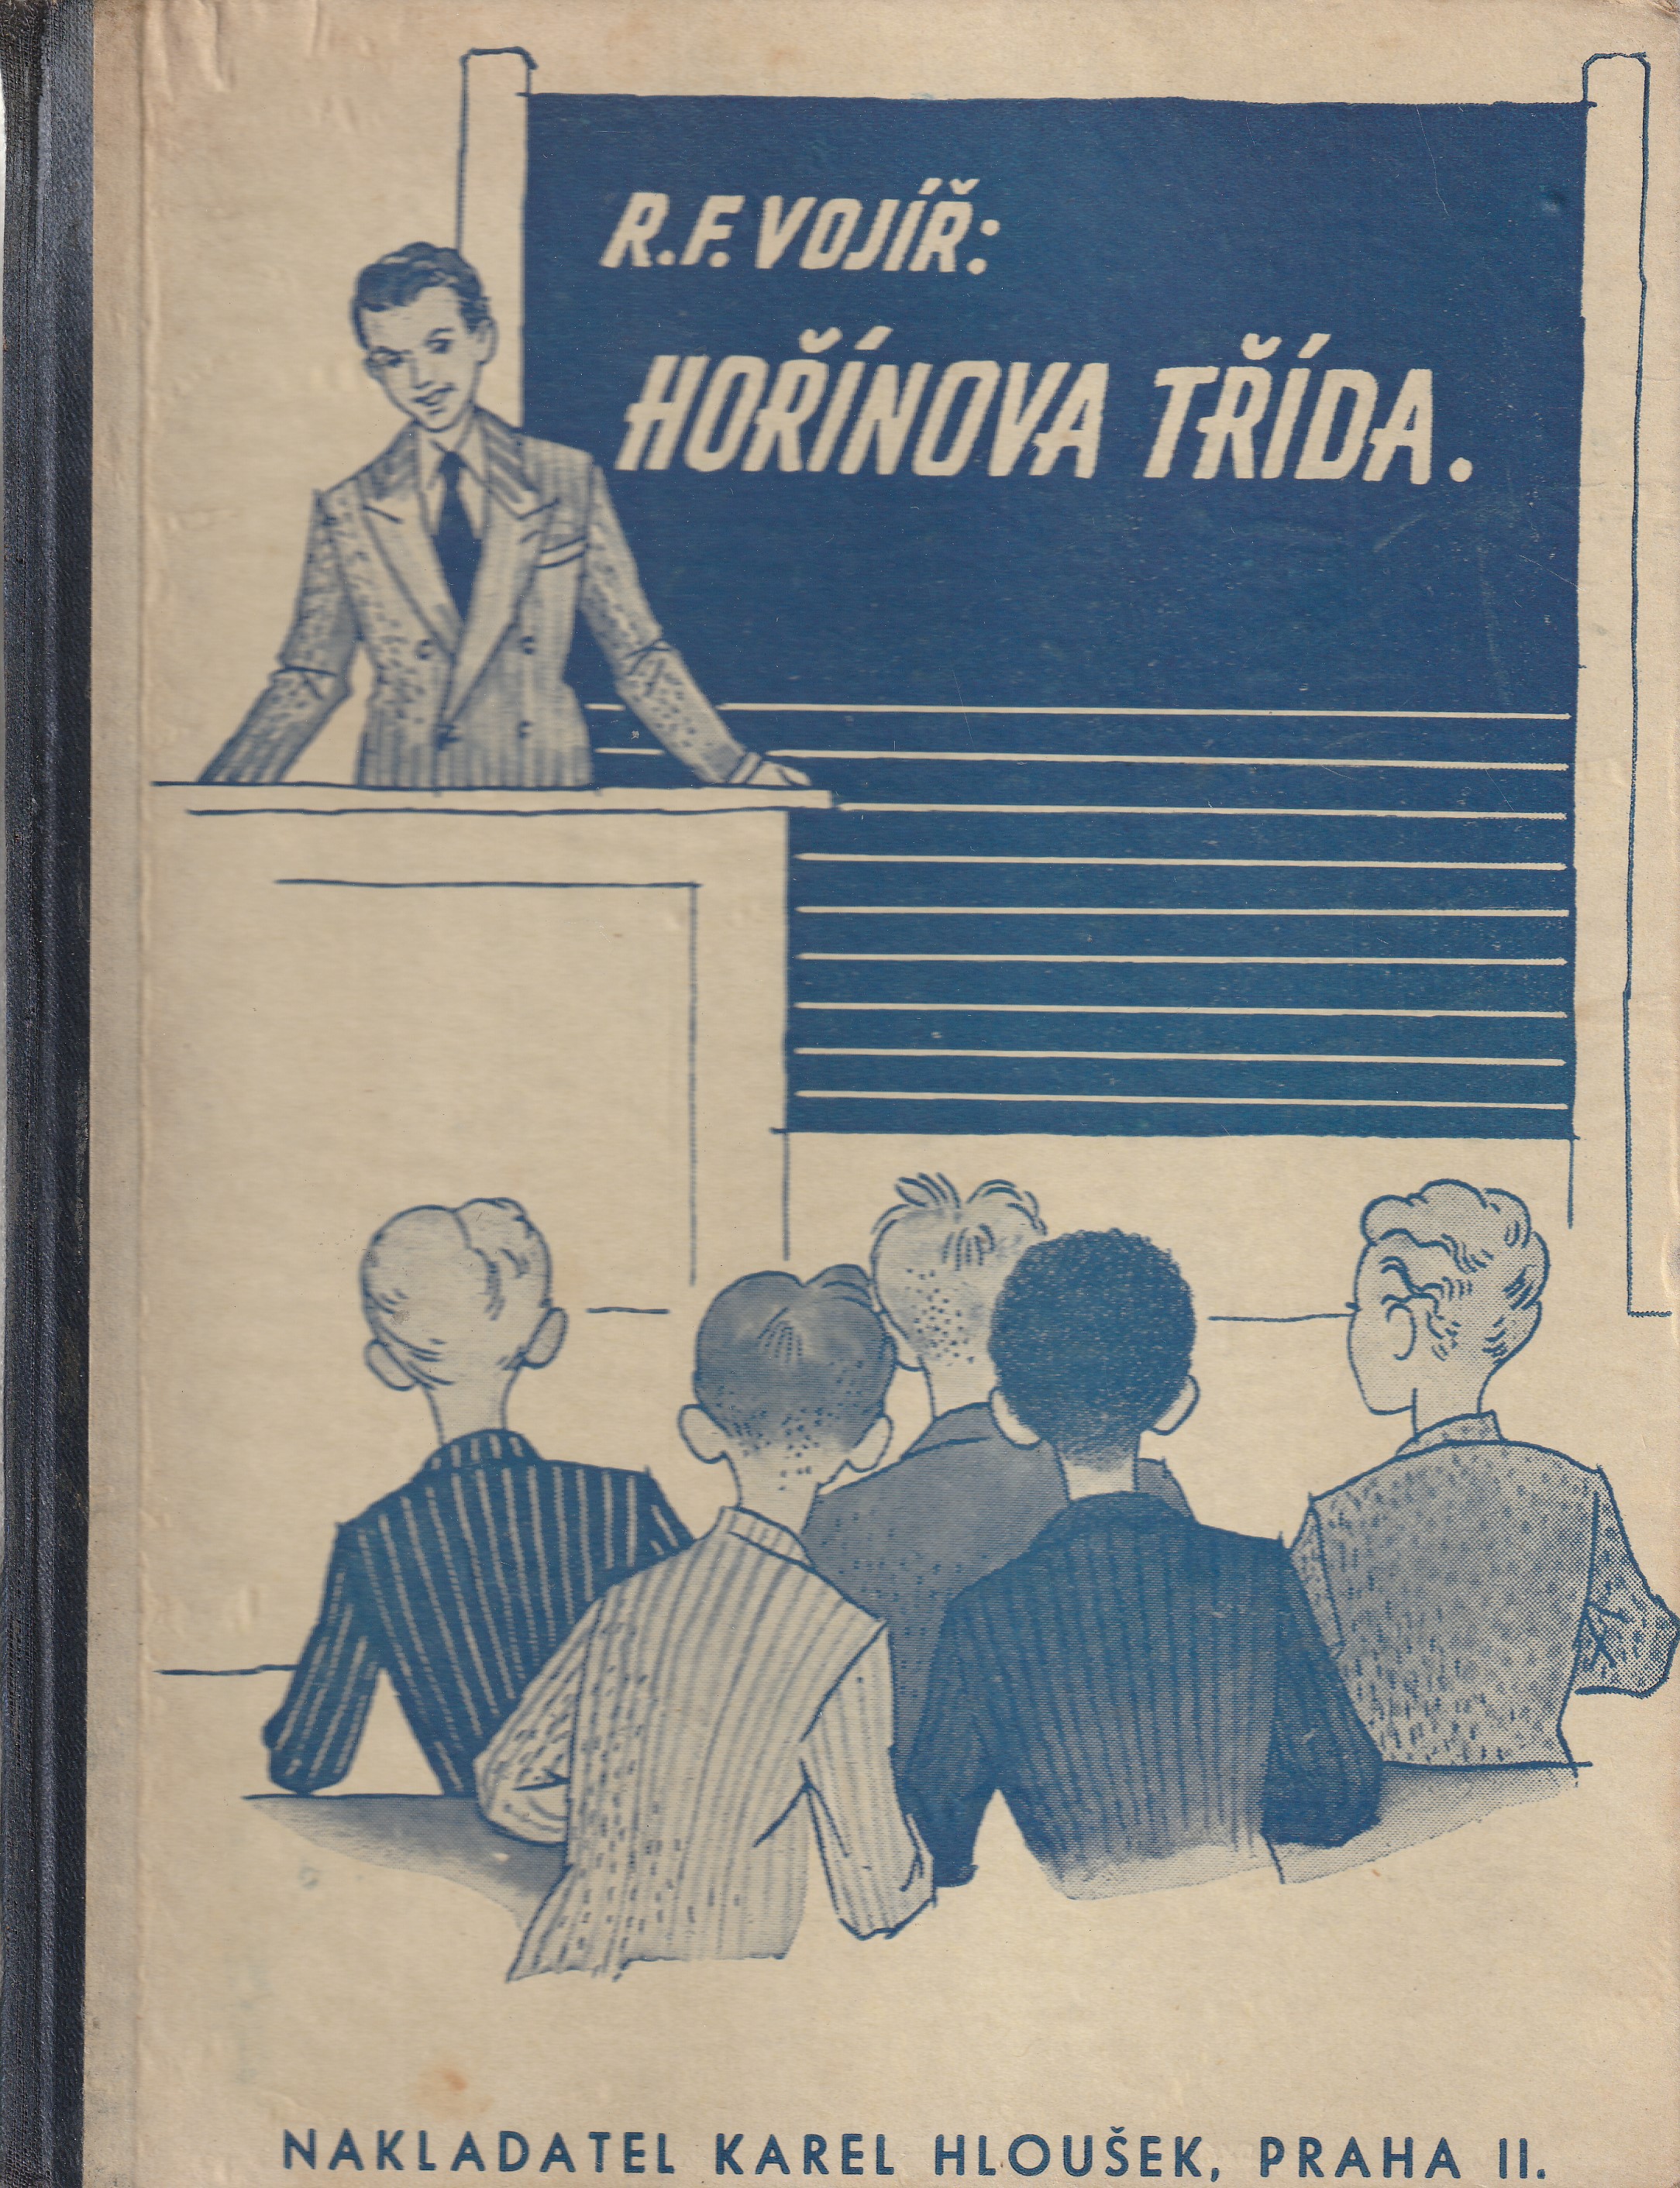 R.F. VOJÍŘ:
HOŘÍNOVA TŘÍDA.
NAKLADATEL KAREL HLOUŠEK, PRAHA II.